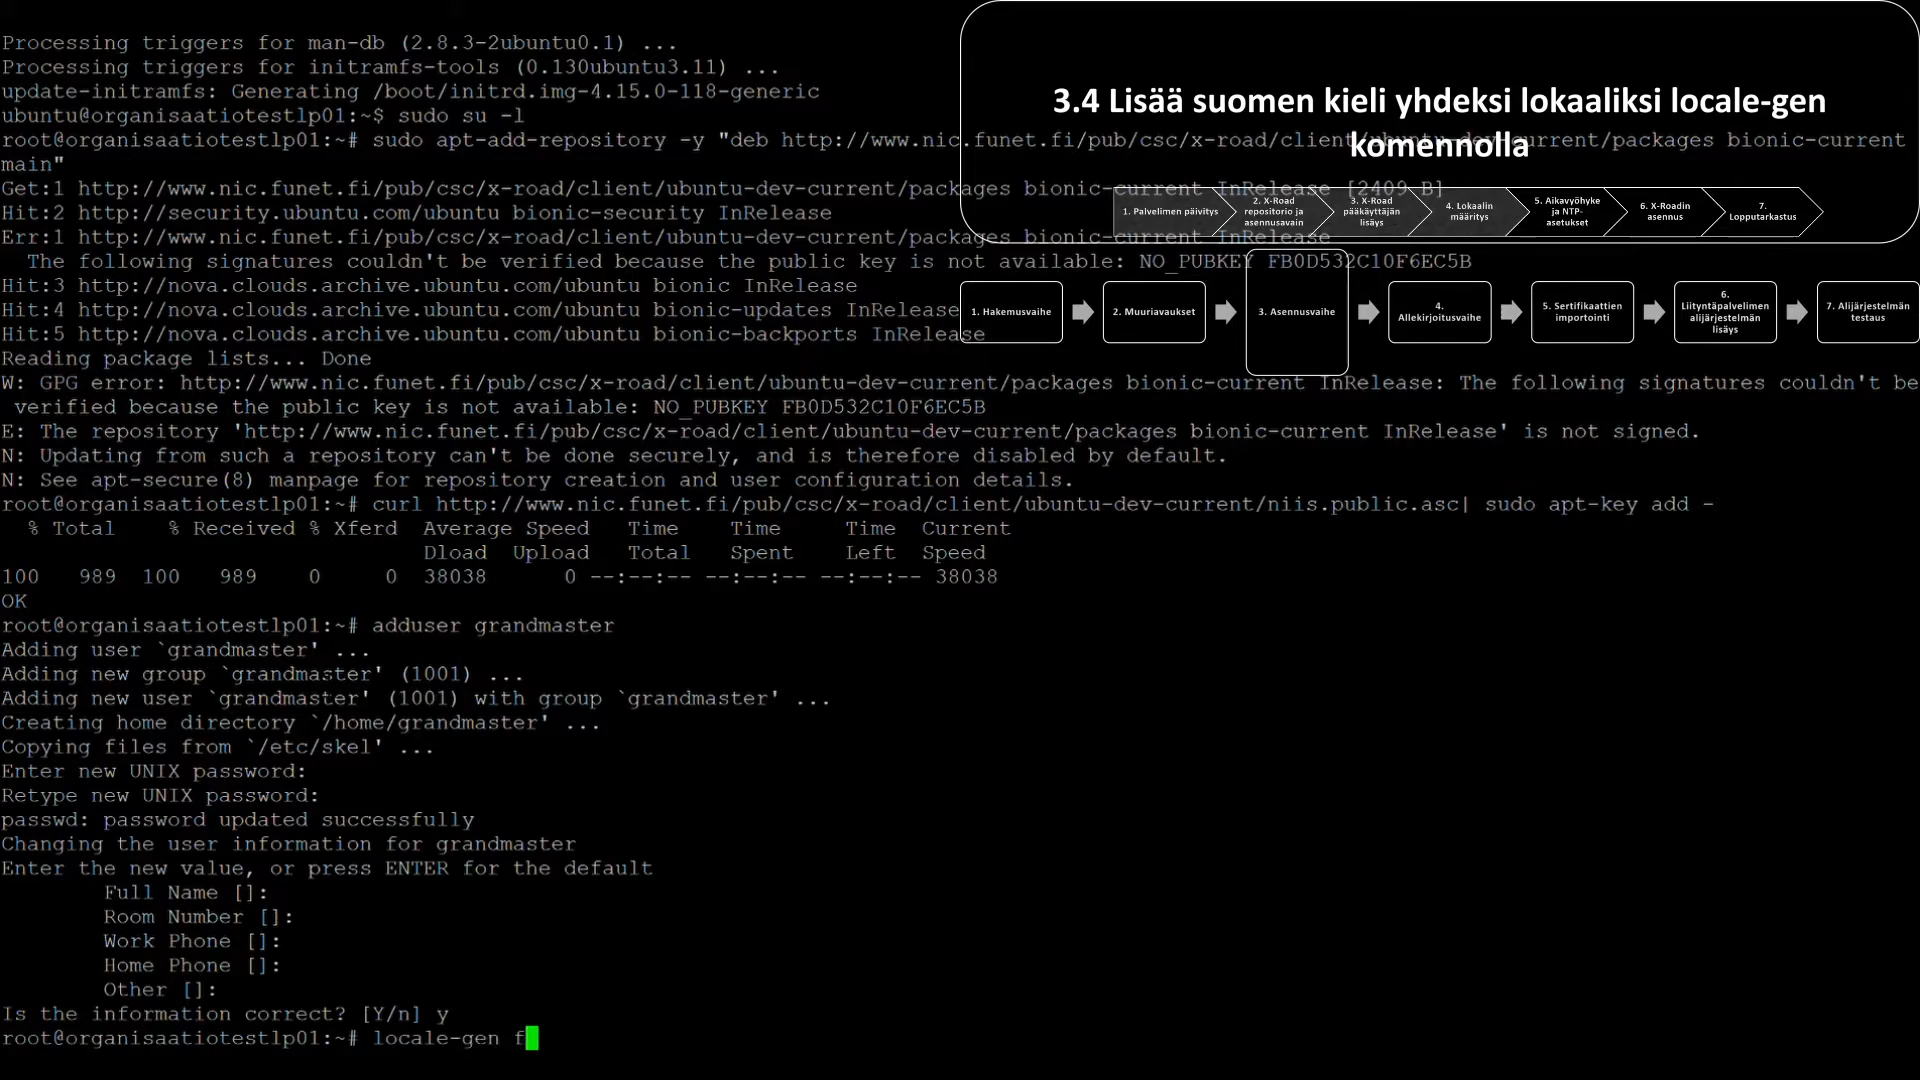 Processing triggers for man-db (2.8.3-2ubuntu0.1) ...
Processing triggers for initramfs-tools (0.130ubuntu3.11) ...
update-initramfs: Generating /boot/initrd.img-4.15.0-118-generic
ubuntu@organisaatiotestlp01:~$ sudo su -l
root@organisaatiotestlp01:~# sudo apt-add-repository -y "deb http://www.nic.funet.fi/pub/csc/x-road/client/ubuntu-dev-current/packages bionic-current
main"
Get:1 http://www.nic.funet.fi/pub/csc/x-road/client/ubuntu-dev-current/packages bionic-current InRelease [2409 B]
Hit:2 http://security.ubuntu.com/ubuntu bionic-security InRelease
Err:1 http://www.nic.funet.fi/pub/csc/x-road/client/ubuntu-dev-current/packages bionic-current InRelease
  The following signatures couldn't be verified because the public key is not available: NO_PUBKEY FB0D532C10F6EC5B
Hit:3 http://nova.clouds.archive.ubuntu.com/ubuntu bionic InRelease
Hit:4 http://nova.clouds.archive.ubuntu.com/ubuntu bionic-updates InRelease
Hit:5 http://nova.clouds.archive.ubuntu.com/ubuntu bionic-backports InRelease
Reading package lists... Done
W: GPG error: http://www.nic.funet.fi/pub/csc/x-road/client/ubuntu-dev-current/packages bionic-current InRelease: The following signatures couldn't be
 verified because the public key is not available: NO_PUBKEY FB0D532C10F6EC5B
E: The repository 'http://www.nic.funet.fi/pub/csc/x-road/client/ubuntu-dev-current/packages bionic-current InRelease' is not signed.
N: Updating from such a repository can't be done securely, and is therefore disabled by default.
N: See apt-secure(8) manpage for repository creation and user configuration details.
root@organisaatiotestlp01:~# curl http://www.nic.funet.fi/pub/csc/x-road/client/ubuntu-dev-current/niis.public.asc| sudo apt-key add -
  % Total    % Received % Xferd  Average Speed   Time    Time     Time  Current
                                 Dload  Upload   Total   Spent    Left  Speed
100   989  100   989    0     0  38038      0 --:--:-- --:--:-- --:--:-- 38038
OK
root@organisaatiotestlp01:~# adduser grandmaster
Adding user `grandmaster' ...
Adding new group `grandmaster' (1001) ...
Adding new user `grandmaster' (1001) with group `grandmaster' ...
Creating home directory `/home/grandmaster' ...
Copying files from `/etc/skel' ...
Enter new UNIX password:
Retype new UNIX password:
passwd: password updated successfully
Changing the user information for grandmaster
Enter the new value, or press ENTER for the default
        Full Name []:
        Room Number []:
        Work Phone []:
        Home Phone []:
        Other []:
Is the information correct? [Y/n] y
root@organisaatiotestlp01:~# locale-gen f
3.4 Lisää suomen kieli yhdeksi lokaaliksi locale-gen
komennolla
1. Palvelimen päivitys
2. X-Road
repositorio ja
asennusavain
3. X-Road
pääkäyttäjän
lisäys
4. Lokaalin
määritys
5. Aikavyöhyke
ja NTP-
asetukset
6. X-Roadin
asennus
7.
Lopputarkastus
1. Hakemusvaihe
2. Muuriavaukset
3. Asennusvaihe
4.
Allekirjoitusvaihe
5. Sertifikaattien
importointi
6.
Liityntäpalvelimen
alijärjestelmän
lisäys
7. Alijärjestelmän
testaus